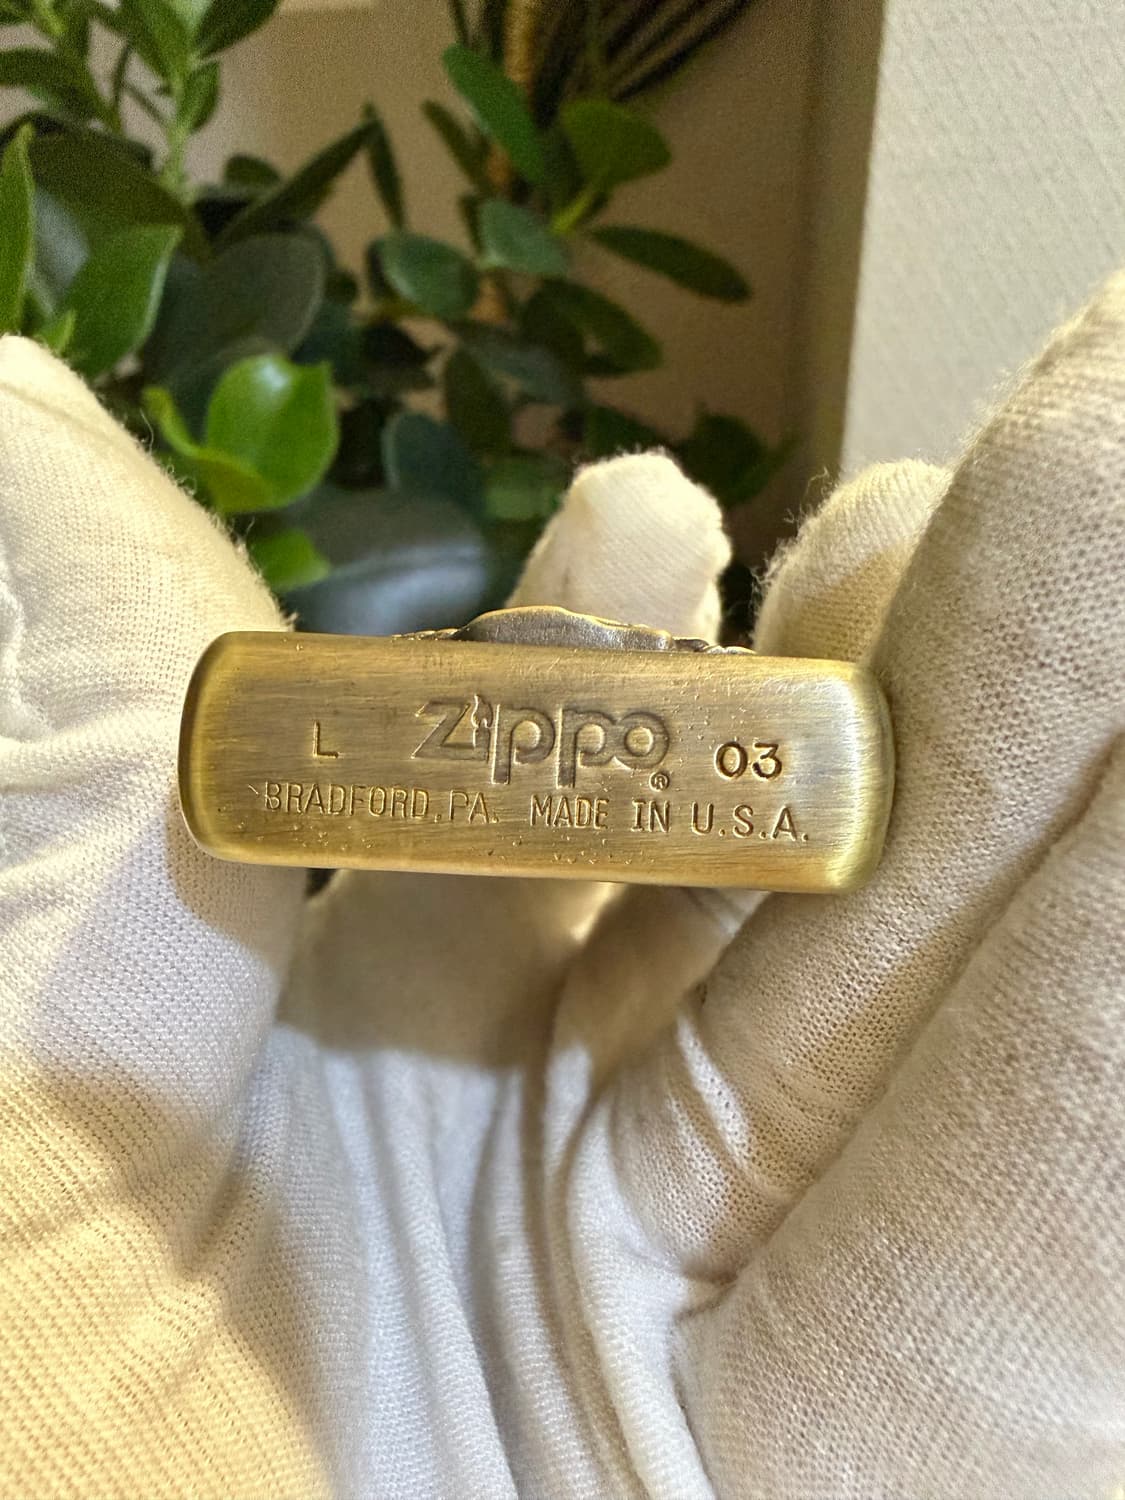 L Zippo® 03
BRADFORD, PA. MADE IN U.S.A.